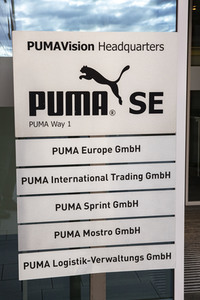 PUMAVision Headquarters
PUMA® SE
PUMA Way 1
PUMA Europe GmbH
PUMA International Trading GmbH
PUMA Sprint GmbH
PUMA Mostro GmbH
PUMA Logistik-Verwaltungs GmbH